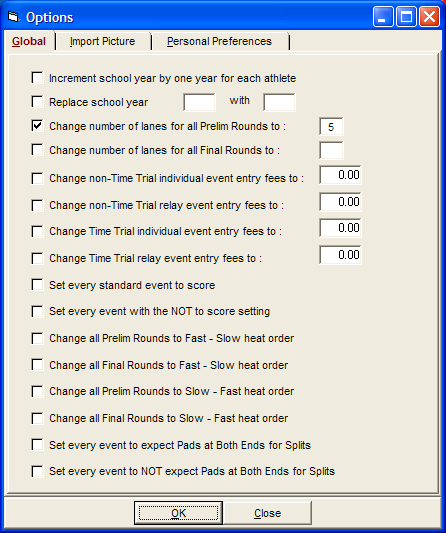 Options
Global Import Picture Personal Preferences
Increment school year by one year for each athlete
Replace school year with
Change number of lanes for all Prelim Rounds to : 5
Change number of lanes for all Final Rounds to :
Change non-Time Trial individual event entry fees to : 0.00
Change non-Time Trial relay event entry fees to : 0.00
Change Time Trial individual event entry fees to : 0.00
Change Time Trial relay event entry fees to : 0.00
Set every standard event to score
Set every event with the NOT to score setting
Change all Prelim Rounds to Fast - Slow heat order
Change all Final Rounds to Fast - Slow heat order
Change all Prelim Rounds to Slow - Fast heat order
Change all Final Rounds to Slow - Fast heat order
Set every event to expect Pads at Both Ends for Splits
Set every event to NOT expect Pads at Both Ends for Splits
OK Close